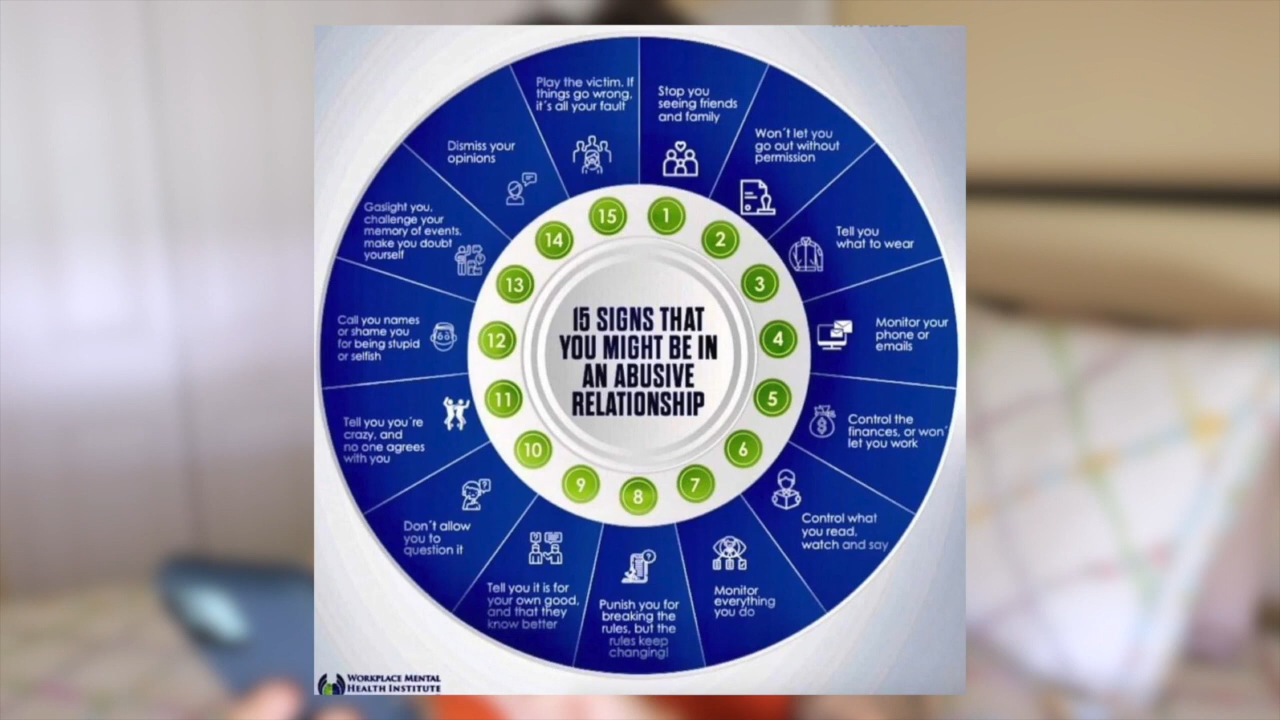 15 SIGNS THAT
YOU MIGHT BE IN
AN ABUSIVE
RELATIONSHIP
1
Stop you
seeing friends
and family
2
Won´t let you
go out without
permission
3
Tell you
what to wear
4
Monitor your
phone or
emails
5
Control the
finances, or won´
let you work
6
Control what
you read,
watch and say
7
Monitor
everything
you do
8
Punish you for
breaking the
rules, but the
rules keep
changing!
9
Tell you it is for
your own good,
and that they
know better
10
Don´t allow
you to
question it
11
Tell you you´re
crazy, and
no one agrees
with you
12
Call you names
or shame you
for being stupid
or selfish
13
Gaslight you,
challenge your
memory of events,
make you doubt
yourself
14
Dismiss your
opinions
15
Play the victim. If
things go wrong,
it´s all your fault
WORKPLACE MENTAL
HEALTH INSTITUTE